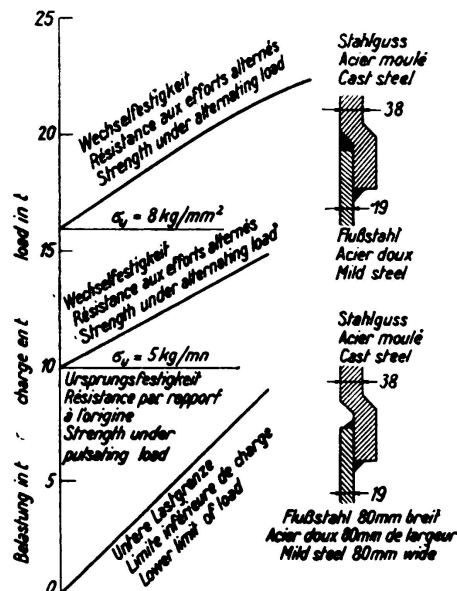 25
20
15
10
5
0
Belastung in t charge en t load in t
Wechselfestigkeit
Résistance aux efforts alternés
Strength under alternating load
σᵤ = 8 kg/mm²
Wechselfestigkeit
Résistance aux efforts alternés
Strength under alternating load
σᵤ = 5 kg/mn
Ursprungsfestigkeit
Résistance par rapport
à l'origine
Strength under
pulsating load
Untere Lastgrenze
Limite inférieure de charge
Lower limit of load
Stahlguss
Acier moulé
Cast steel
38
19
Flußstahl
Acier doux
Mild steel
Stahlguss
Acier moulé
Cast steel
38
19
Flußstahl 80mm breit
Acier doux 80mm de largeur
Mild steel 80mm wide